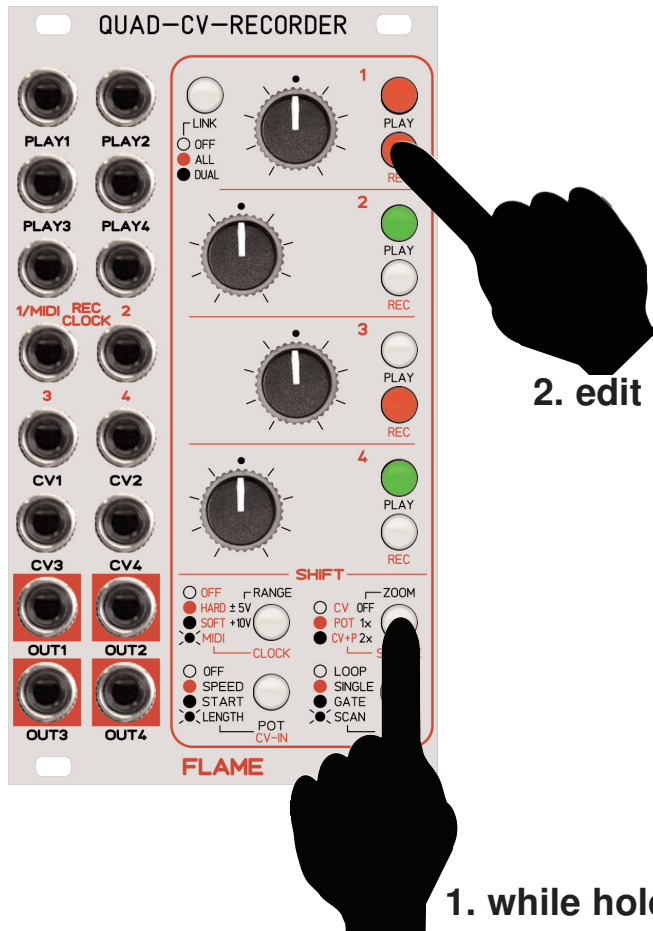 QUAD-CV-RECORDER
PLAY1 PLAY2
PLAY3 PLAY4
1/MIDI REC CLOCK 2
3 4
CV1 CV2
CV3 CV4
OUT1 OUT2
OUT3 OUT4
LINK
OFF
ALL
DUAL
1
PLAY
2
PLAY
REC
3
PLAY
REC
4
PLAY
REC
SHIFT
OFF RANGE
HARD ± 5V
SOFT +10V
MIDI
CLOCK
ZOOM
CV OFF
POT 1x
CV+P 2x
OFF
SPEED
START
LENGTH
POT
CV-IN
LOOP
SINGLE
GATE
SCAN
FLAME
2. edit
1. while